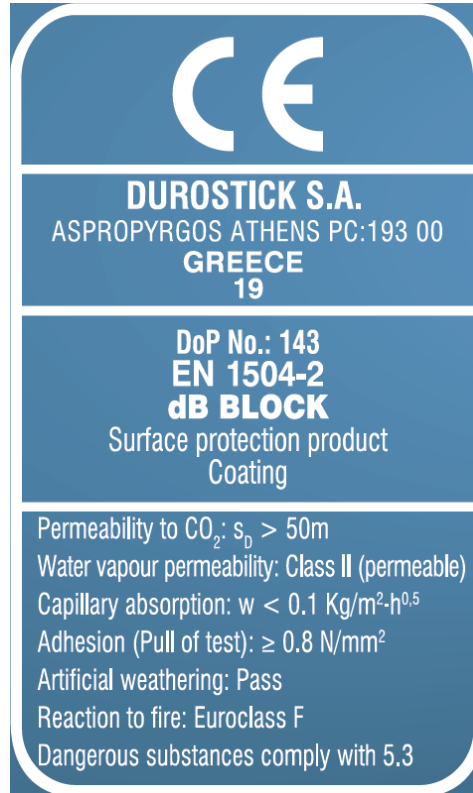 CE
DUROSTICK S.A.
ASPROPYRGOS ATHENS PC:193 00
GREECE
19
DoP No.: 143
EN 1504-2
dB BLOCK
Surface protection product
Coating
Permeability to CO₂: s_D > 50m
Water vapour permeability: Class II (permeable)
Capillary absorption: w < 0.1 Kg/m²·h⁰,⁵
Adhesion (Pull of test): ≥ 0.8 N/mm²
Artificial weathering: Pass
Reaction to fire: Euroclass F
Dangerous substances comply with 5.3